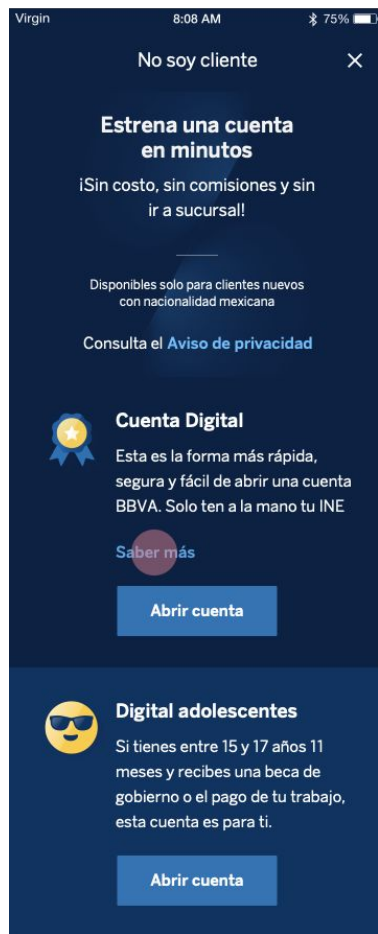 Virgin 8:08 AM 75%
No soy cliente
Estrena una cuenta
en minutos
¡Sin costo, sin comisiones y sin
ir a sucursal!
Disponibles solo para clientes nuevos
con nacionalidad mexicana
Consulta el Aviso de privacidad
Cuenta Digital
Esta es la forma más rápida,
segura y fácil de abrir una cuenta
BBVA. Solo ten a la mano tu INE
Saber más
Abrir cuenta
Digital adolescentes
Si tienes entre 15 y 17 años 11
meses y recibes una beca de
gobierno o el pago de tu trabajo,
esta cuenta es para ti.
Abrir cuenta